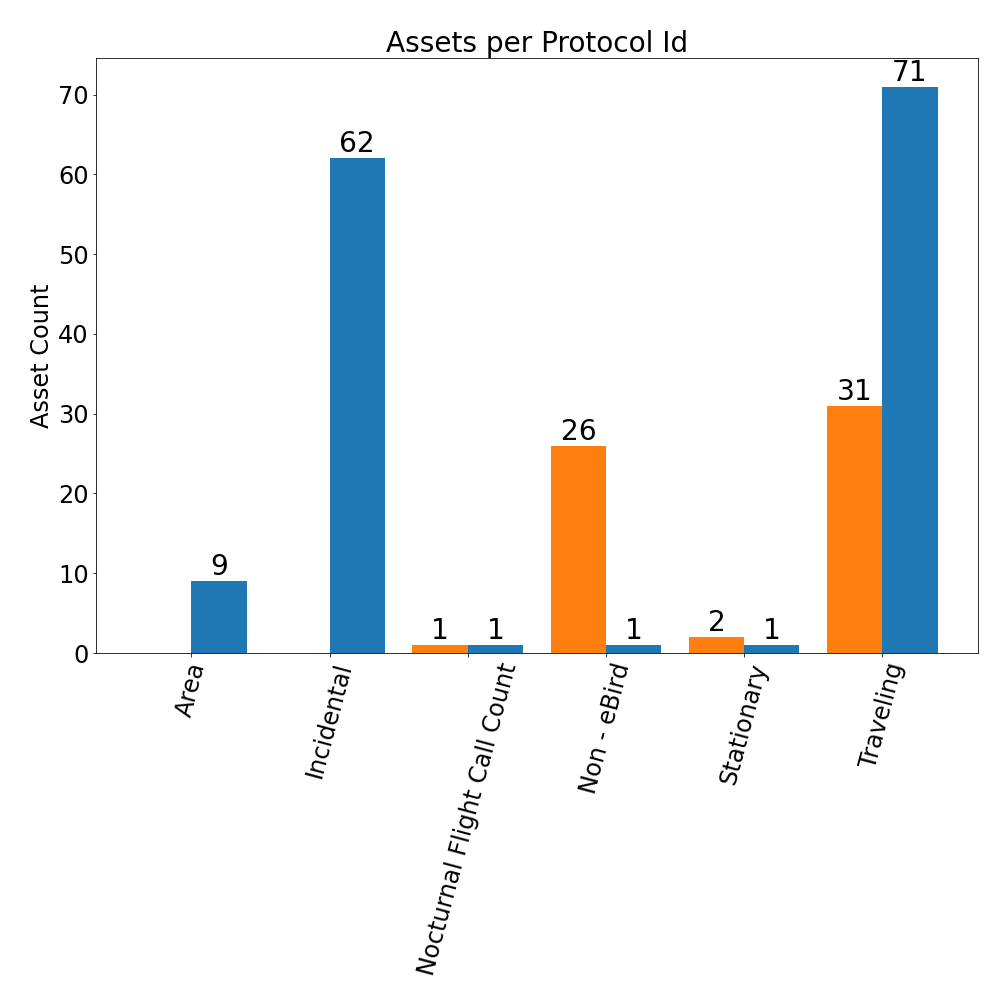 Assets per Protocol Id
Asset Count
70
60
50
40
30
20
10
0
9
62
1
1
26
1
2
1
31
71
Area
Incidental
Nocturnal Flight Call Count
Non - eBird
Stationary
Traveling